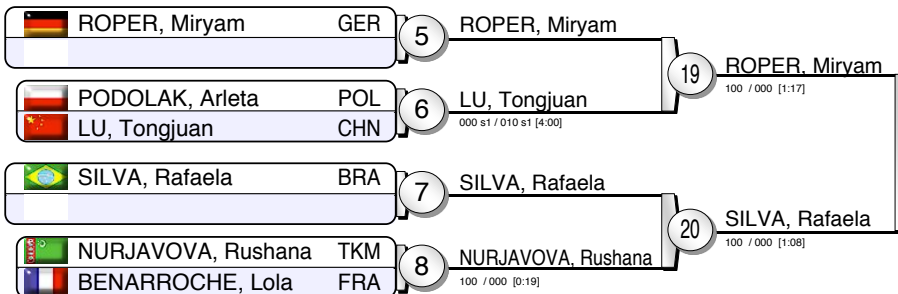 ROPER, Miryam GER
5
ROPER, Miryam
19
ROPER, Miryam
100 / 000 [1:17]
PODOLAK, Arleta POL
LU, Tongjuan CHN
6
LU, Tongjuan
000 s1 / 010 s1 [4:00]
SILVA, Rafaela BRA
7
SILVA, Rafaela
20
SILVA, Rafaela
100 / 000 [1:08]
NURJAVOVA, Rushana TKM
BENARROCHE, Lola FRA
8
NURJAVOVA, Rushana
100 / 000 [0:19]